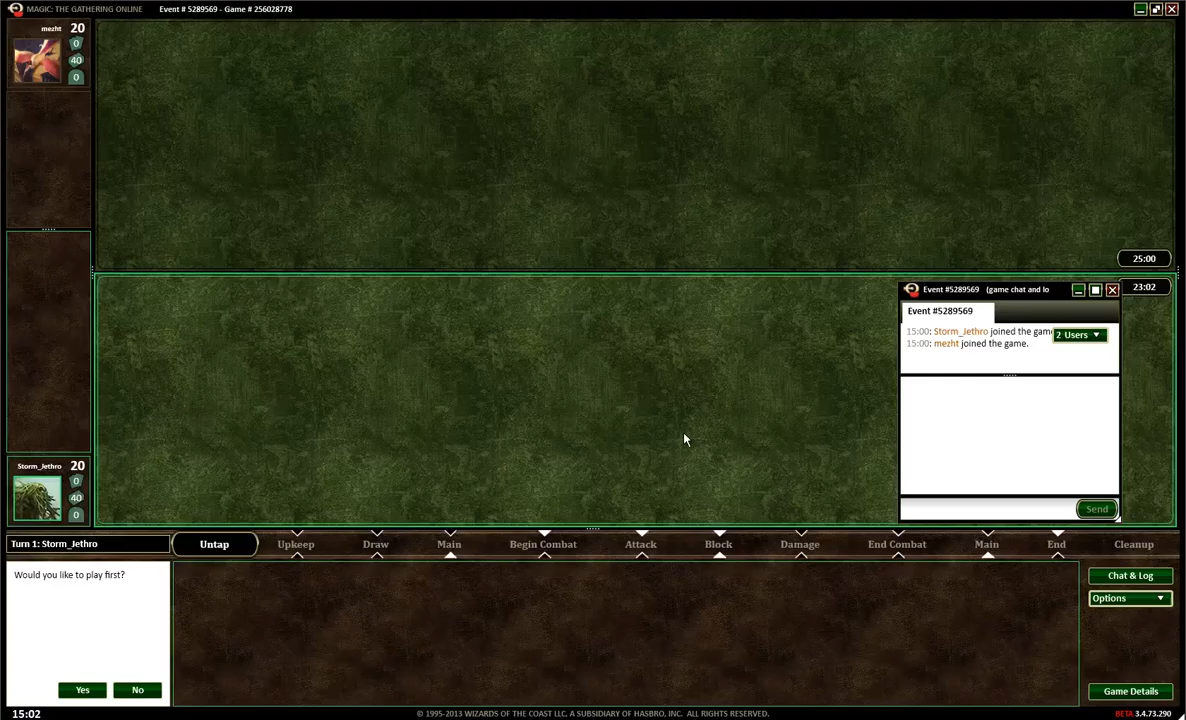 MAGIC: THE GATHERING ONLINE Event # 5289569 - Game # 256028778
mezht 20
0
40
0
25:00
23:02
Event #5289569 (game chat and lo
Event #5289569
15:00: Storm_Jethro joined the gam
2 Users
15:00: mezht joined the game.
Send
Storm_Jethro 20
0
40
0
Turn 1: Storm_Jethro
Untap Upkeep Draw Main Begin Combat Attack Block Damage End Combat Main End Cleanup
Would you like to play first?
Yes No
Chat & Log
Options
Game Details
15:02
© 1995-2013 WIZARDS OF THE COAST LLC, A SUBSIDIARY OF HASBRO, INC. ALL RIGHTS RESERVED.
BETA 3.4.73.290